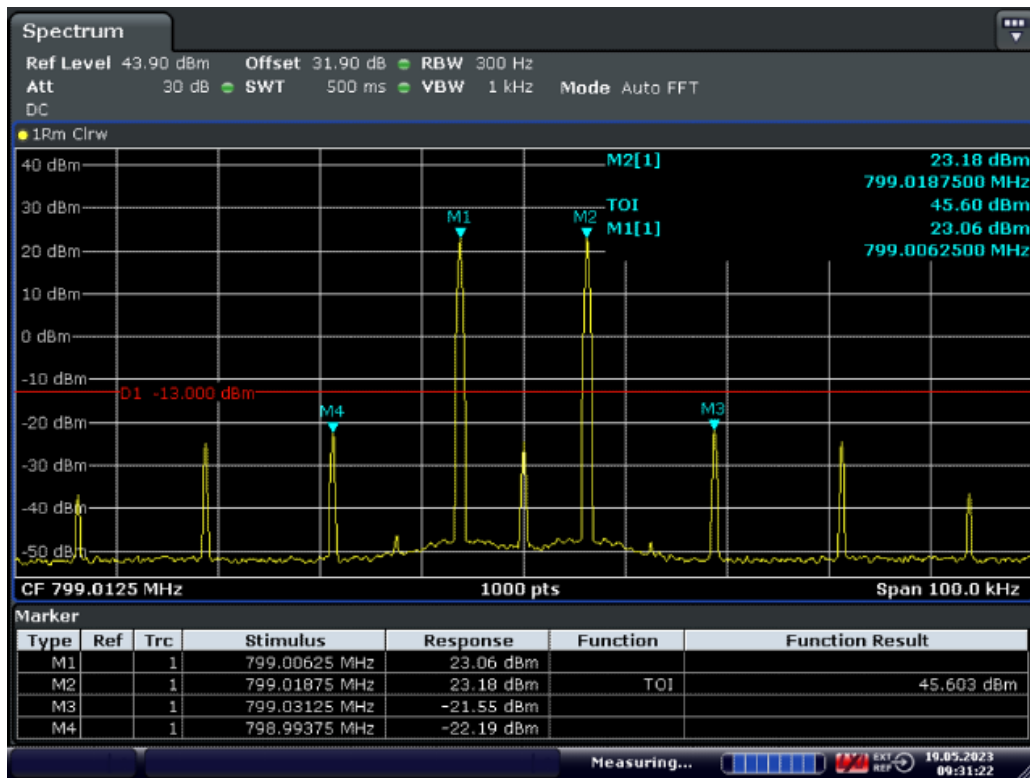 Spectrum
Ref Level 43.90 dBm Offset 31.90 dB RBW 300 Hz
Att 30 dB SWT 500 ms VBW 1 kHz Mode Auto FFT
DC
1Rm Clrw
40 dBm
M2[1] 23.18 dBm
799.0187500 MHz
30 dBm
TOI 45.60 dBm
M1 M2
M1[1] 23.06 dBm
20 dBm
799.0062500 MHz
10 dBm
0 dBm
-10 dBm
D1 -13.000 dBm
M4 M3
-20 dBm
-30 dBm
-40 dBm
-50 dBm
CF 799.0125 MHz 1000 pts Span 100.0 kHz
Marker
Type Ref Trc Stimulus Response Function Function Result
M1 1 799.00625 MHz 23.06 dBm
M2 1 799.01875 MHz 23.18 dBm TOI 45.603 dBm
M3 1 799.03125 MHz -21.55 dBm
M4 1 798.99375 MHz -22.19 dBm
Measuring... EXT REF 19.05.2023
09:31:22